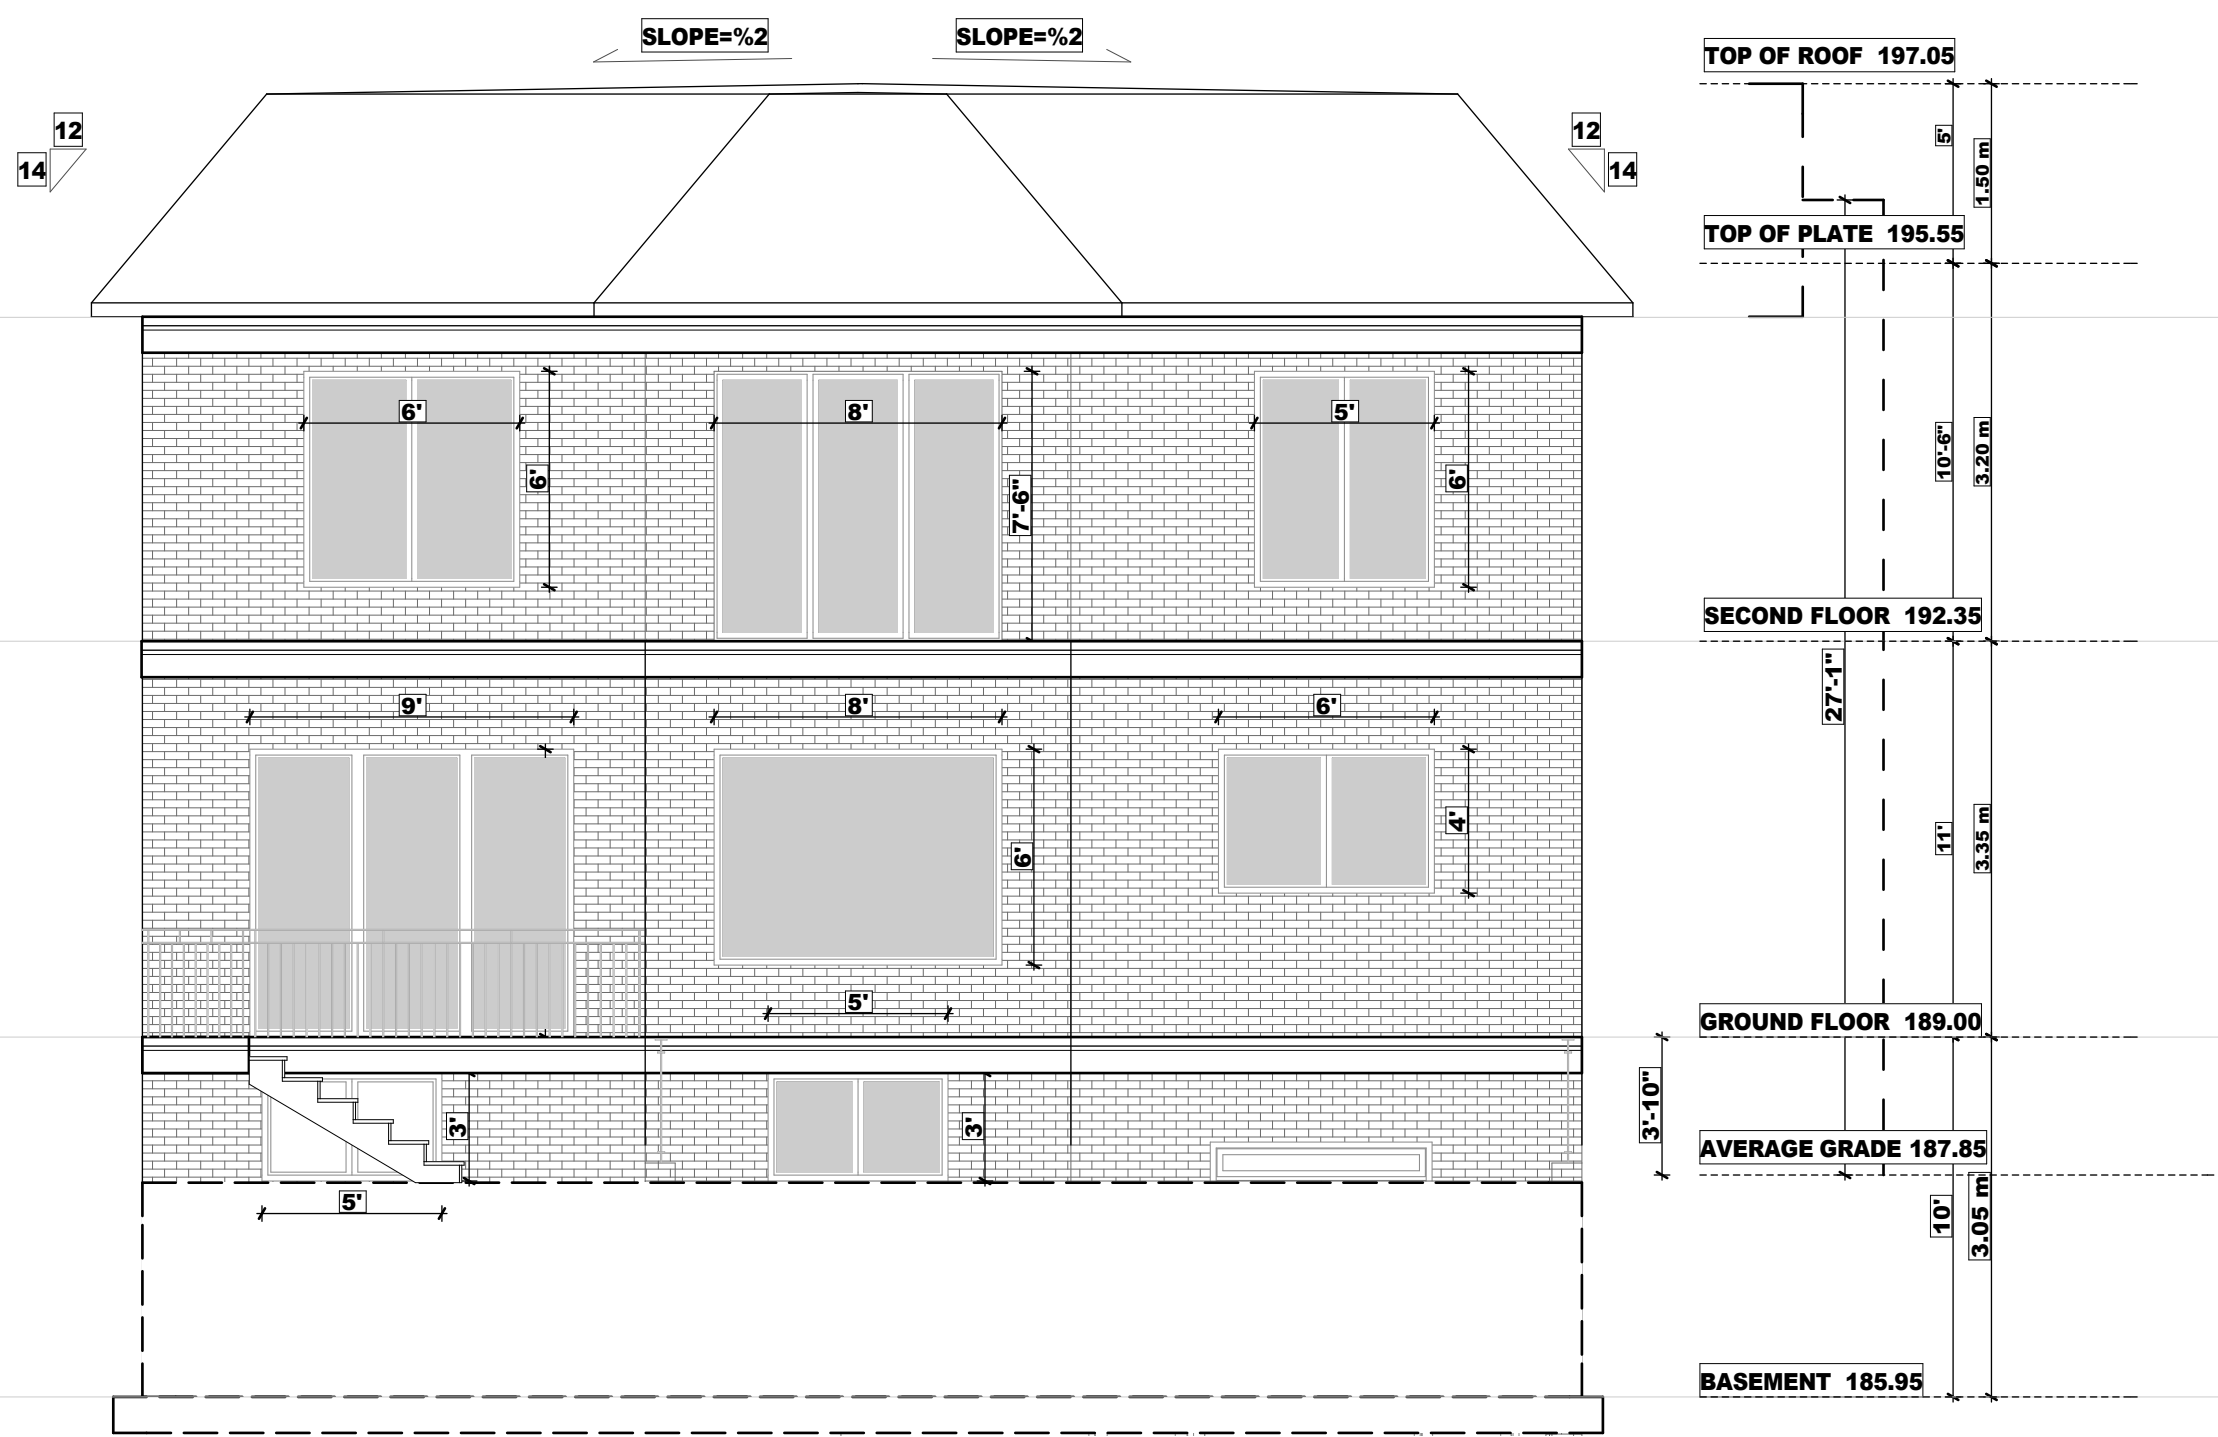 SLOPE=%2
SLOPE=%2
TOP OF ROOF 197.05
12
14
12
14
5'
1.50 m
TOP OF PLATE 195.55
6'
6'
8'
7'-6"
5'
6'
10'-6"
3.20 m
SECOND FLOOR 192.35
27'-1"
9'
8'
6'
6'
4'
11'
3.35 m
5'
GROUND FLOOR 189.00
3'
3'
3'-10"
AVERAGE GRADE 187.85
5'
10'
3.05 m
BASEMENT 185.95